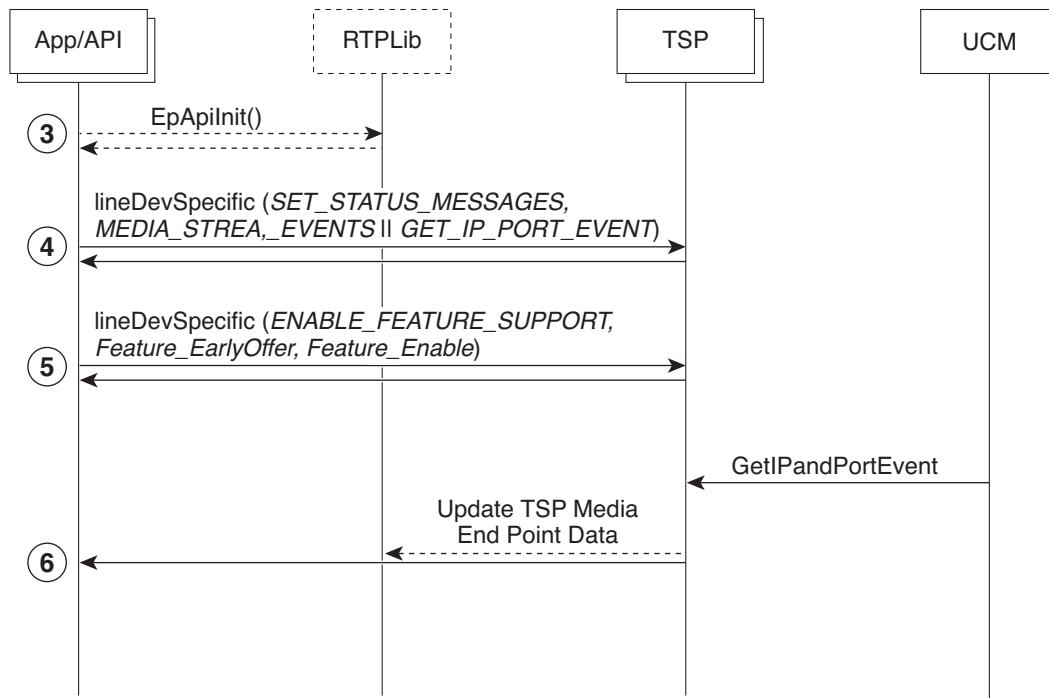 App/API
RTPLib
TSP
UCM
EpApiInit()
3
lineDevSpecific (SET_STATUS_MESSAGES,
MEDIA_STREA,_EVENTS II GET_IP_PORT_EVENT)
4
lineDevSpecific (ENABLE_FEATURE_SUPPORT,
Feature_EarlyOffer, Feature_Enable)
5
GetIPandPortEvent
Update TSP Media
End Point Data
6